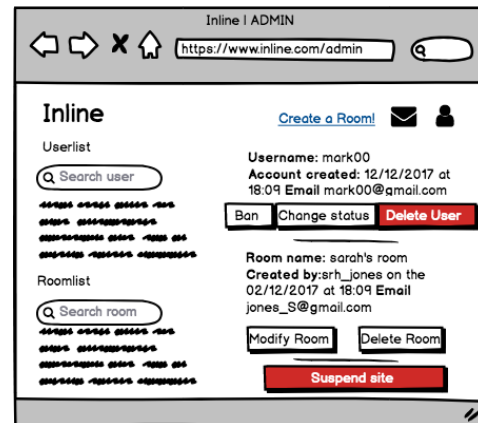 Inline | ADMIN
https://www.inline.com/admin
Inline
Create a Room!
Userlist
Search user
Username: mark00
Account created: 12/12/2017 at
18:09 Email mark00@gmail.com
Ban
Change status
Delete User
Roomlist
Search room
Room name: sarah's room
Created by:srh_jones on the
02/12/2017 at 18:09 Email
jones_S@gmail.com
Modify Room
Delete Room
Suspend site